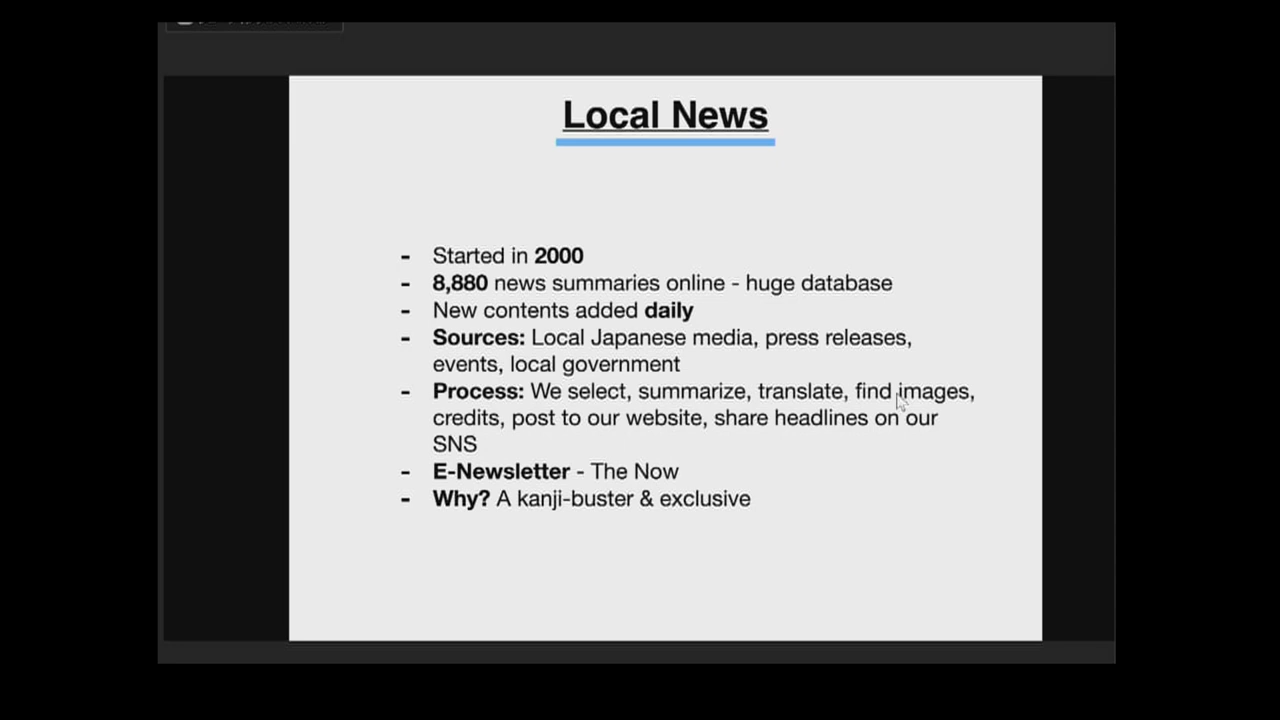 Local News
- Started in 2000
- 8,880 news summaries online - huge database
- New contents added daily
- Sources: Local Japanese media, press releases,
events, local government
- Process: We select, summarize, translate, find images,
credits, post to our website, share headlines on our
SNS
- E-Newsletter - The Now
- Why? A kanji-buster & exclusive